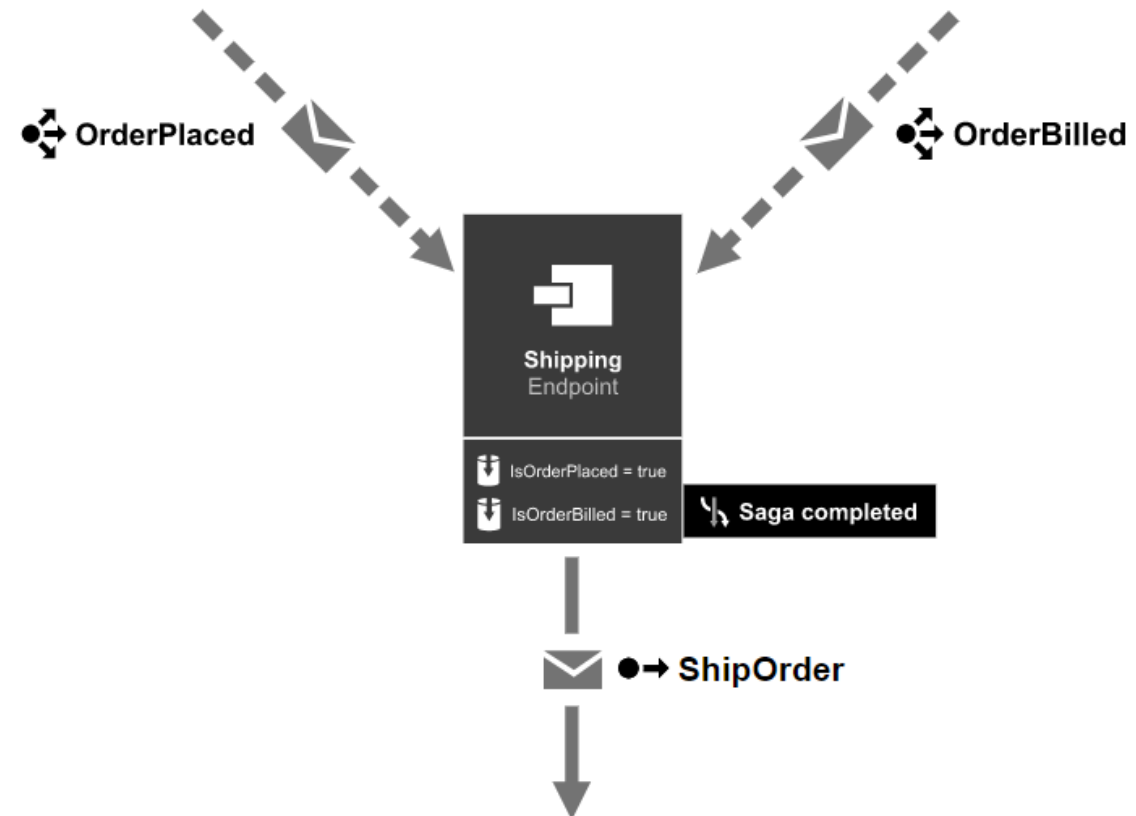 OrderPlaced
OrderBilled
Shipping
Endpoint
IsOrderPlaced = true
IsOrderBilled = true
Saga completed
ShipOrder